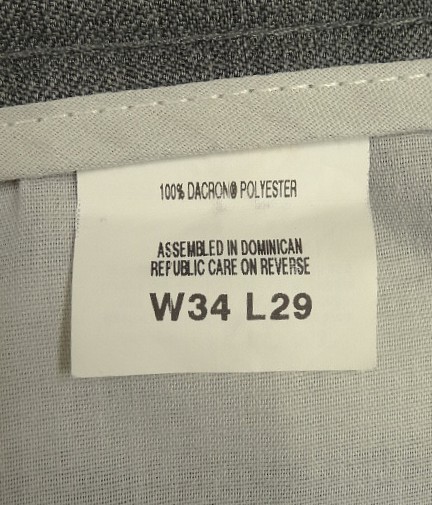 100% DACRON® POLYESTER
ASSEMBLED IN DOMINICAN
REPUBLIC CARE ON REVERSE
W34 L29